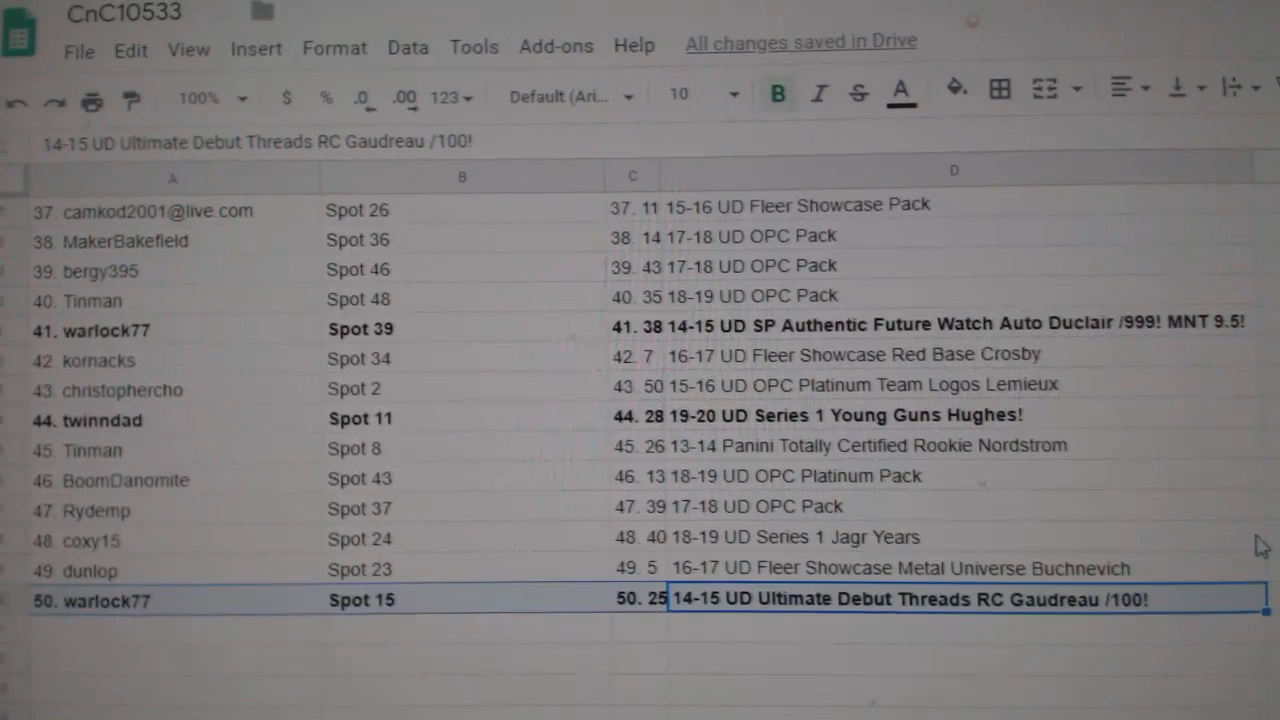 CnC10533
File Edit View Insert Format Data Tools Add-ons Help All changes saved in Drive
100% $ % .0 .00 123 Default (Ari... 10 B I S A
14-15 UD Ultimate Debut Threads RC Gaudreau /100!
A B C D
37. camkod2001@live.com Spot 26 37. 11 15-16 UD Fleer Showcase Pack
38. MakerBakefield Spot 36 38. 14 17-18 UD OPC Pack
39. bergy395 Spot 46 39. 43 17-18 UD OPC Pack
40. Tinman Spot 48 40. 35 18-19 UD OPC Pack
41. warlock77 Spot 39 41. 38 14-15 UD SP Authentic Future Watch Auto Duclair /999! MNT 9.5!
42. kornacks Spot 34 42. 7 16-17 UD Fleer Showcase Red Base Crosby
43. christophercho Spot 2 43. 50 15-16 UD OPC Platinum Team Logos Lemieux
44. twinndad Spot 11 44. 28 19-20 UD Series 1 Young Guns Hughes!
45. Tinman Spot 8 45. 26 13-14 Panini Totally Certified Rookie Nordstrom
46. BoomDanomite Spot 43 46. 13 18-19 UD OPC Platinum Pack
47. Rydemp Spot 37 47. 39 17-18 UD OPC Pack
48. coxy15 Spot 24 48. 40 18-19 UD Series 1 Jagr Years
49. dunlop Spot 23 49. 5 16-17 UD Fleer Showcase Metal Universe Buchnevich
50. warlock77 Spot 15 50. 25 14-15 UD Ultimate Debut Threads RC Gaudreau /100!